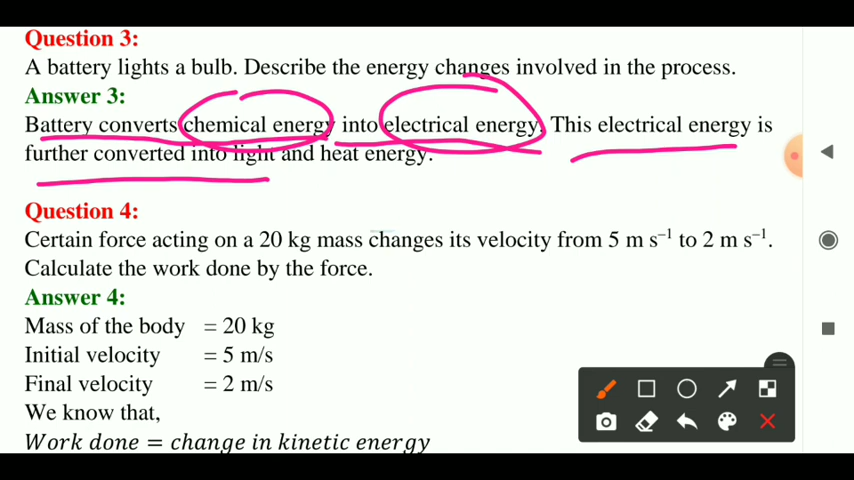 Question 3:
A battery lights a bulb. Describe the energy changes involved in the process.
Answer 3:
Battery converts chemical energy into electrical energy. This electrical energy is
further converted into light and heat energy.
Question 4:
Certain force acting on a 20 kg mass changes its velocity from 5 m s⁻¹ to 2 m s⁻¹.
Calculate the work done by the force.
Answer 4:
Mass of the body = 20 kg
Initial velocity = 5 m/s
Final velocity = 2 m/s
We know that,
Work done = change in kinetic energy